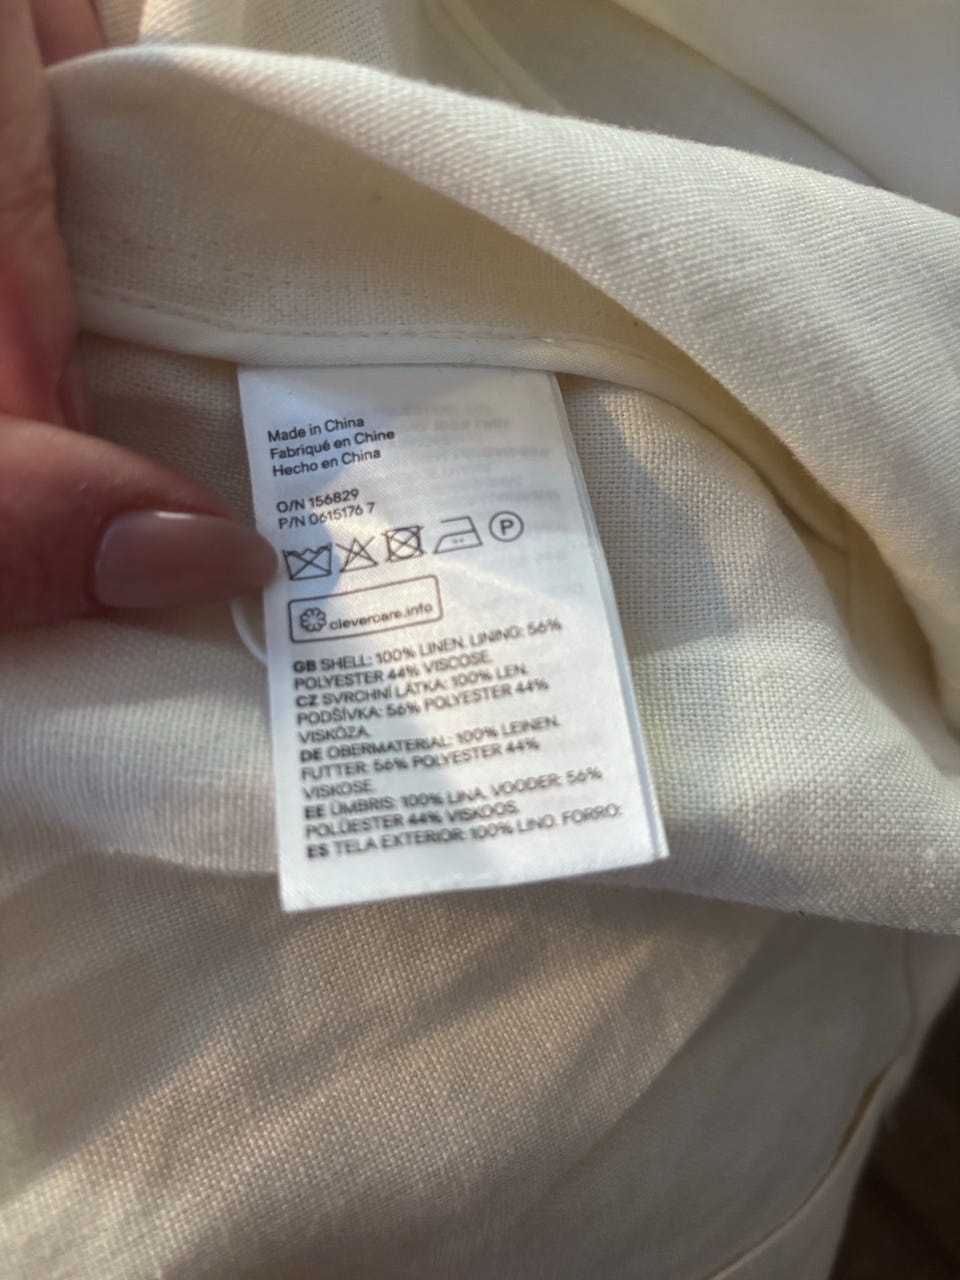 Made in China
Fabriqué en Chine
Hecho en China
O/N 156829
P/N 0615176 7
P
clevercare.info
GB SHELL: 100% LINEN. LINING: 56%
POLYESTER 44% VISCOSE.
CZ SVRCHNÍ LÁTKA: 100% LEN.
PODŠÍVKA: 56% POLYESTER 44%
VISKÓZA.
DE OBERMATERIAL: 100% LEINEN.
FUTTER: 56% POLYESTER 44%
VISKOSE.
EE ÜMBRIS: 100% LINA. VOODER: 56%
POLÜESTER 44% VISKOOS.
ES TELA EXTERIOR: 100% LINO. FORRO: